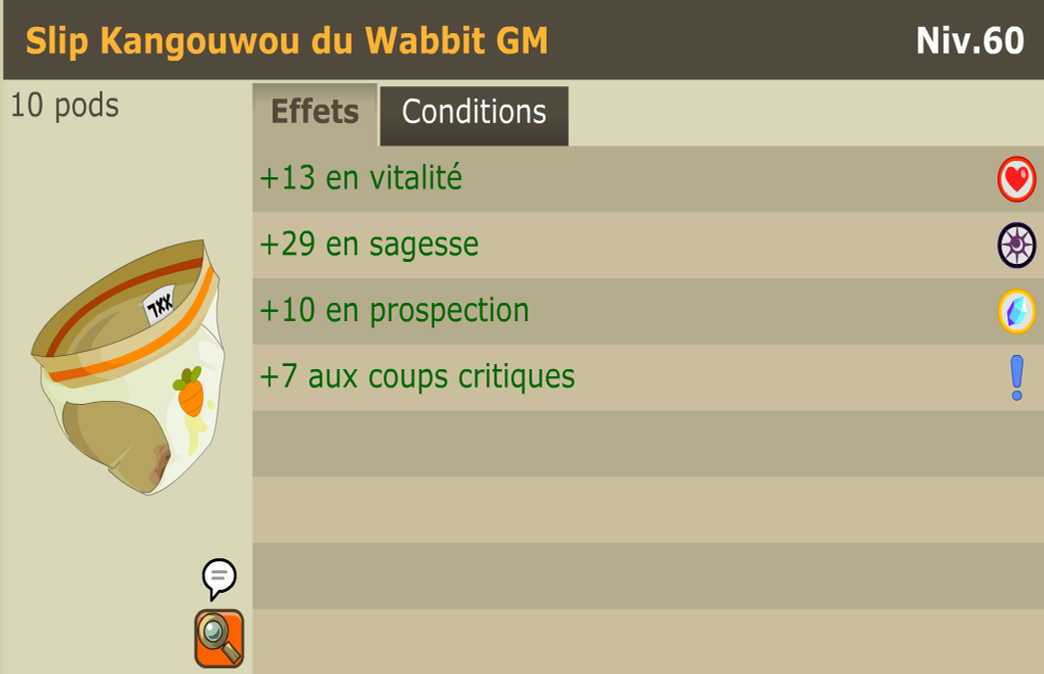 Slip Kangouwou du Wabbit GM
Niv.60
10 pods
Effets
Conditions
+13 en vitalité
+29 en sagesse
+10 en prospection
+7 aux coups critiques
7XX